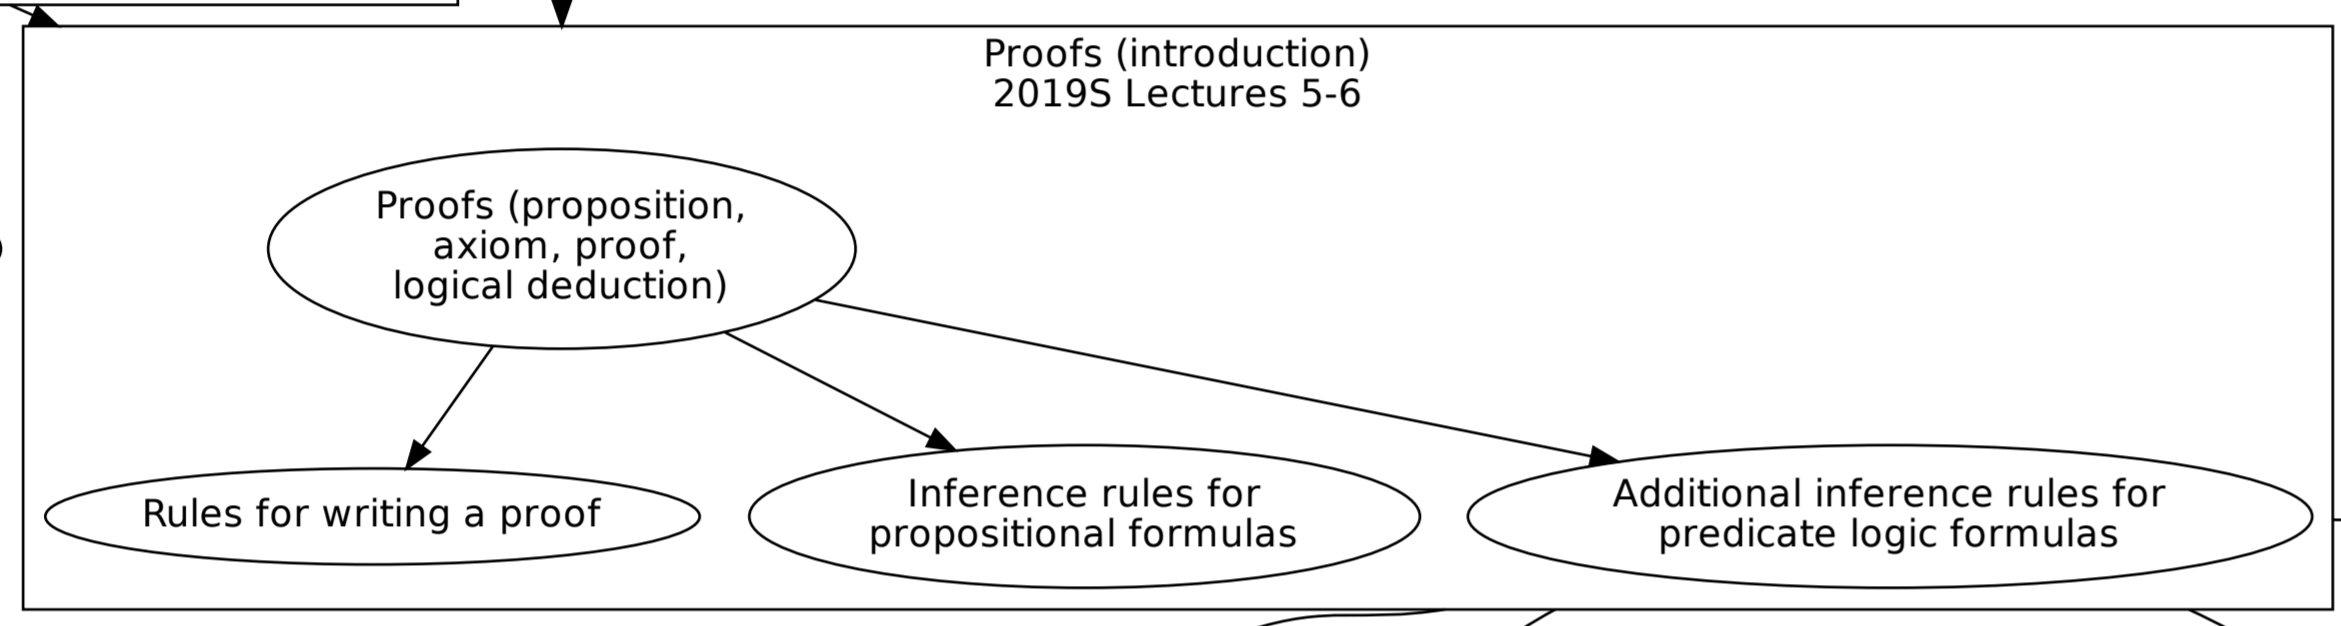 Proofs (introduction)
2019S Lectures 5-6
Proofs (proposition,
axiom, proof,
logical deduction)
Rules for writing a proof
Inference rules for
propositional formulas
Additional inference rules for
predicate logic formulas